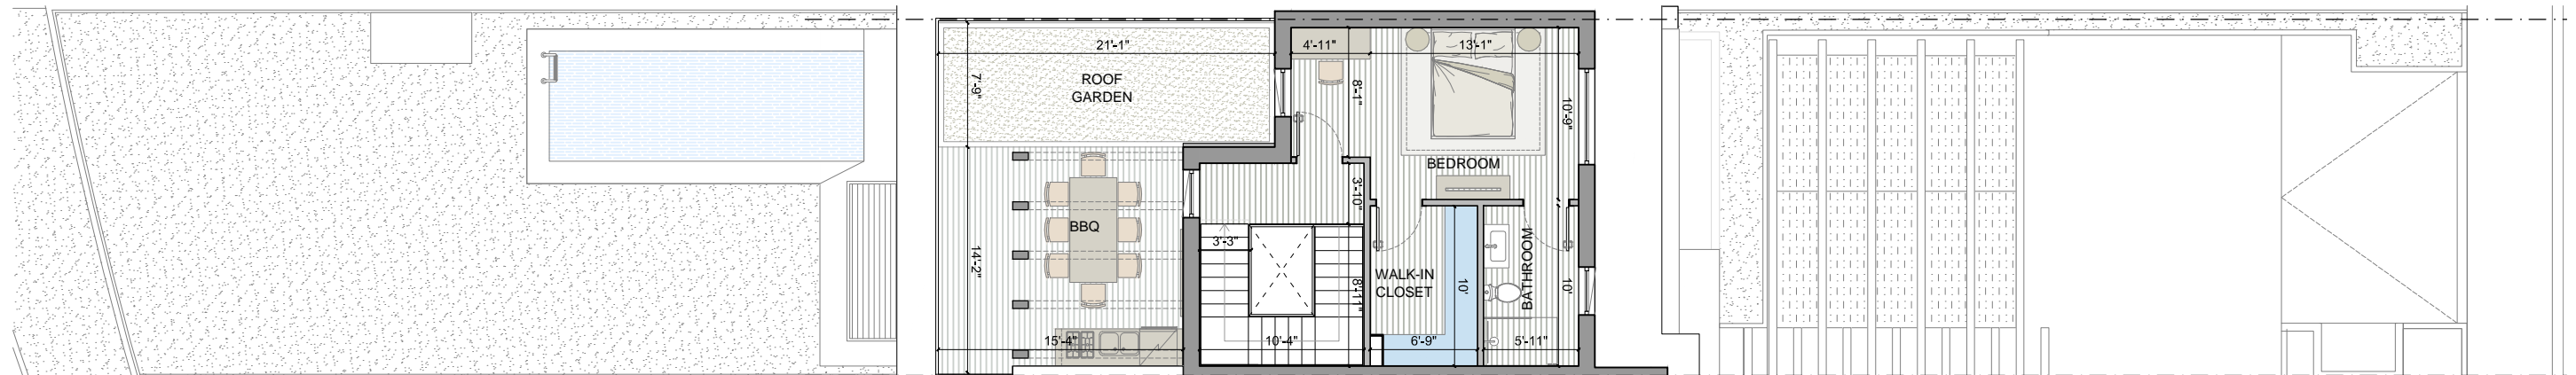 21'-1"
4'-11"
13'-1"
7'-9"
ROOF
GARDEN
8'-1"
10'-9"
BEDROOM
3'-10"
BBQ
3'-3"
14'-2"
WALK-IN
CLOSET
8'-11"
10'
BATHROOM
10'
15'-4"
10'-4"
6'-9"
5'-11"